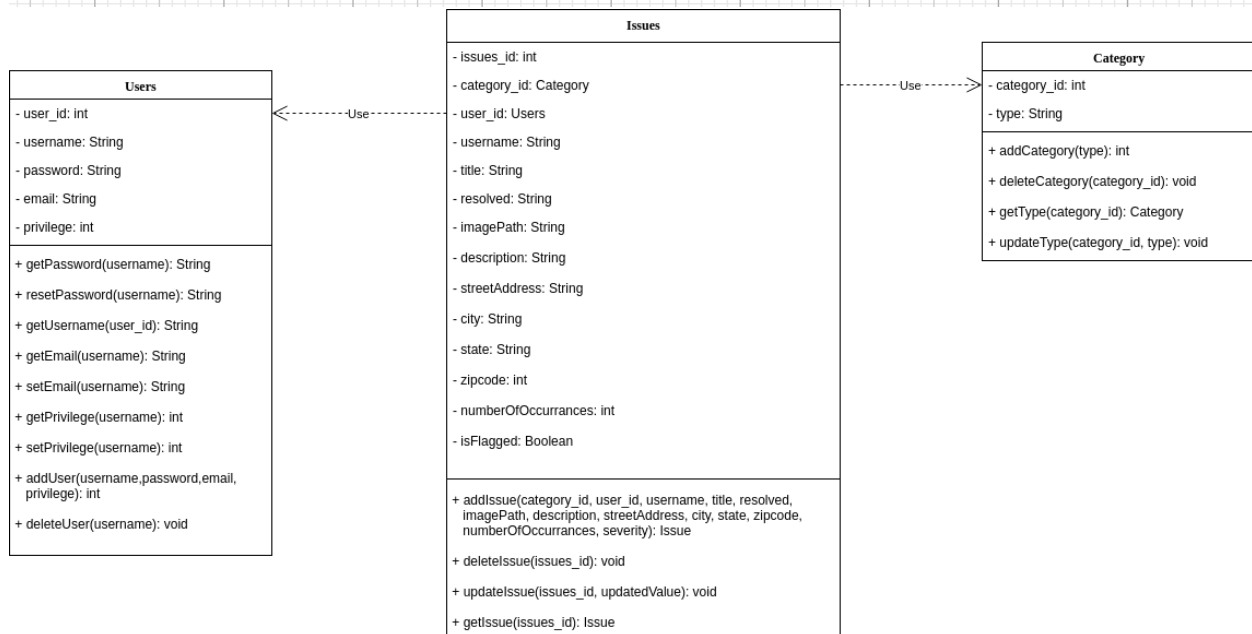 Users
- user_id: int
- username: String
- password: String
- email: String
- privilege: int
+ getPassword(username): String
+ resetPassword(username): String
+ getUsername(user_id): String
+ getEmail(username): String
+ setEmail(username): String
+ getPrivilege(username): int
+ setPrivilege(username): int
+ addUser(username,password,email,
privilege): int
+ deleteUser(username): void
Use
Issues
- issues_id: int
- category_id: Category
- user_id: Users
- username: String
- title: String
- resolved: String
- imagePath: String
- description: String
- streetAddress: String
- city: String
- state: String
- zipcode: int
- numberOfOccurrances: int
- isFlagged: Boolean
+ addIssue(category_id, user_id, username, title, resolved,
imagePath, description, streetAddress, city, state, zipcode,
numberOfOccurrances, severity): Issue
+ deleteIssue(issues_id): void
+ updateIssue(issues_id, updatedValue): void
+ getIssue(issues_id): Issue
Use
Category
- category_id: int
- type: String
+ addCategory(type): int
+ deleteCategory(category_id): void
+ getType(category_id): Category
+ updateType(category_id, type): void